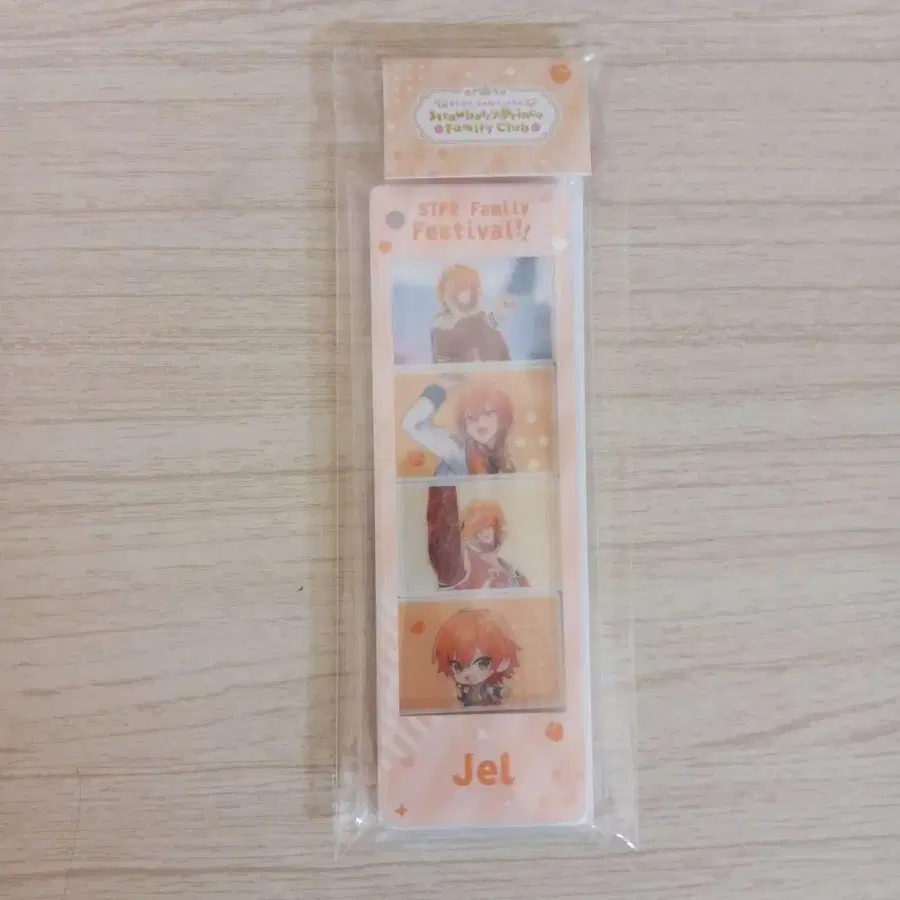 Strawberry Prince
Family Club
STPR Family
Festival!!
Jel